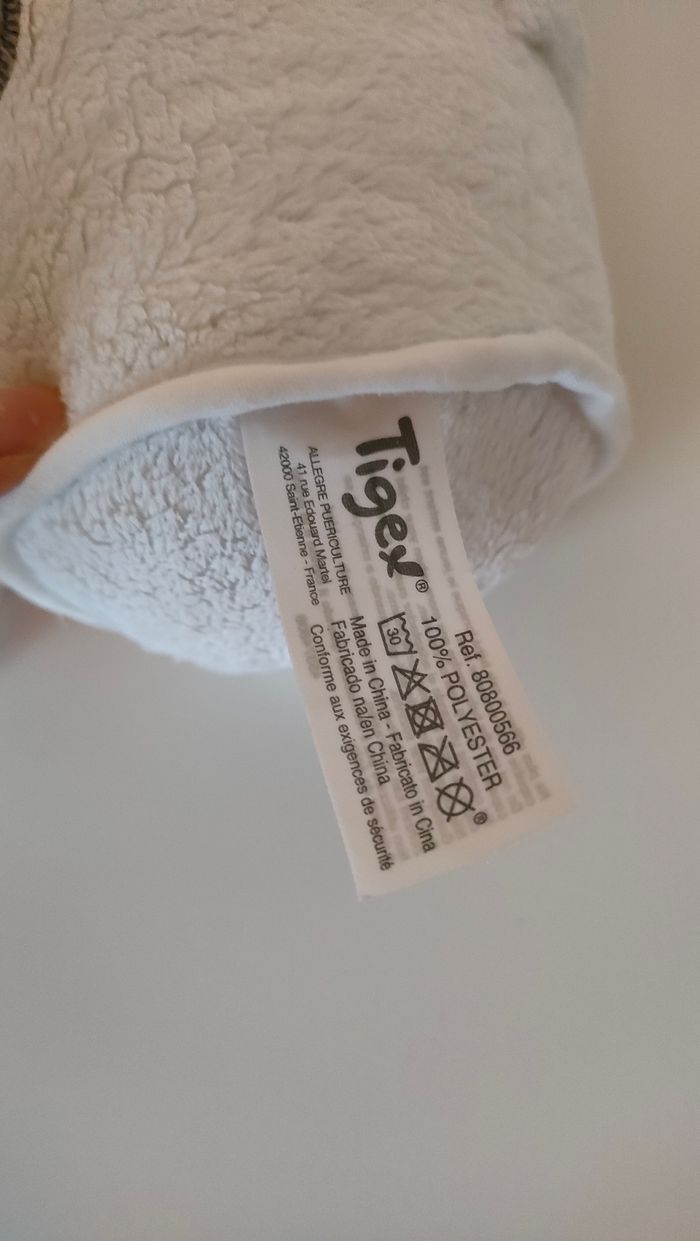 Tigex®
Ref. 80800566
100% POLYESTER
30
®
Made in China - Fabricato in Cina
Fabricado na/en China
Conforme aux exigences de sécurité
ALLEGRE PUERICULTURE
41 rue Edouard Martel
42000 Saint-Etienne - France